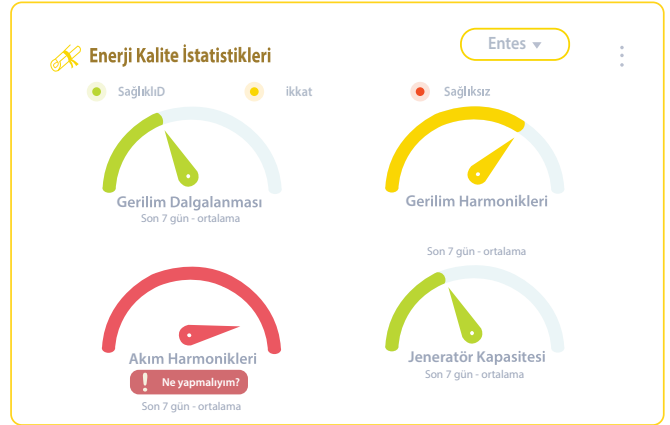 Enerji Kalite İstatistikleri
Entes
SağlıklıD
ikkat
Sağlıksız
Gerilim Dalgalanması
Son 7 gün - ortalama
Gerilim Harmonikleri
Son 7 gün - ortalama
Akım Harmonikleri
! Ne yapmalıyım?
Son 7 gün - ortalama
Jeneratör Kapasitesi
Son 7 gün - ortalama